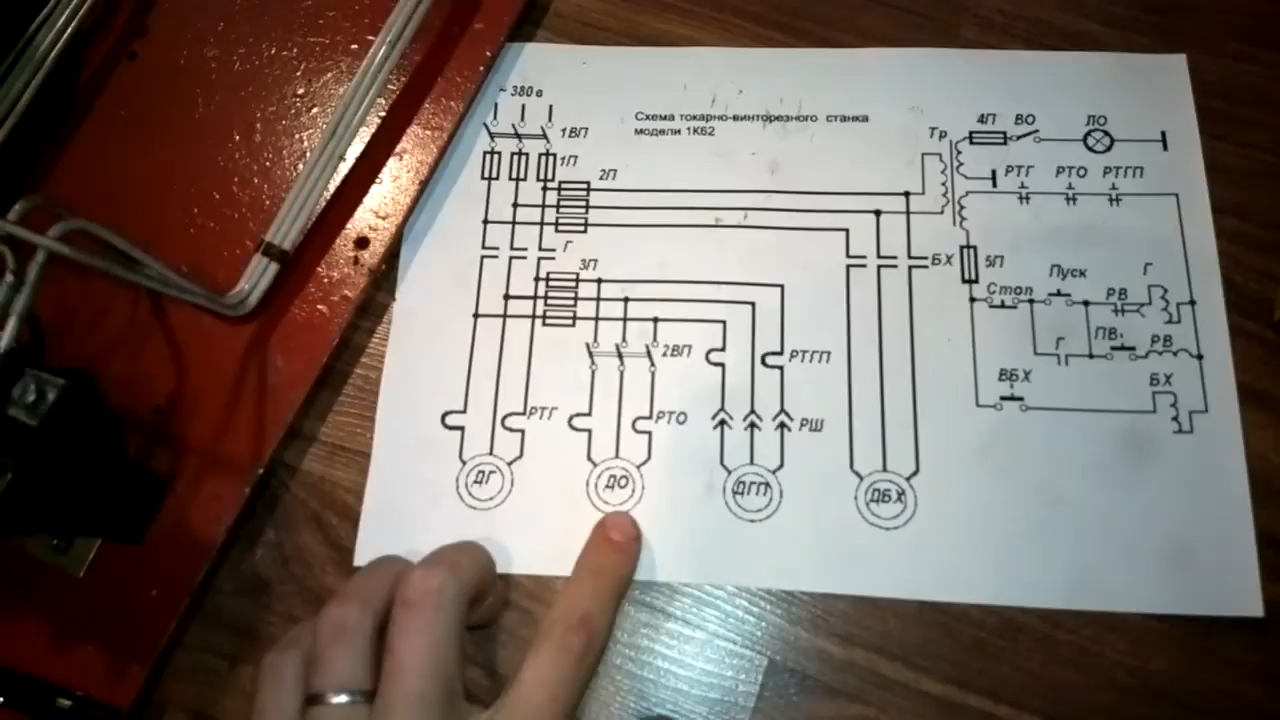 ~ 380 в
Схема токарно-винторезного станка
модели 1К62
1ВП
1П
2П
Тр
4П
ВО
ЛО
РТГ
РТО
РТГП
Г
3П
БХ
5П
Пуск
Г
Стоп
РВ
2ВП
РТГП
Г
ПВ
РВ
ВБХ
БХ
РТГ
РТО
РШ
ДГ
ДО
ДГП
ДБХ